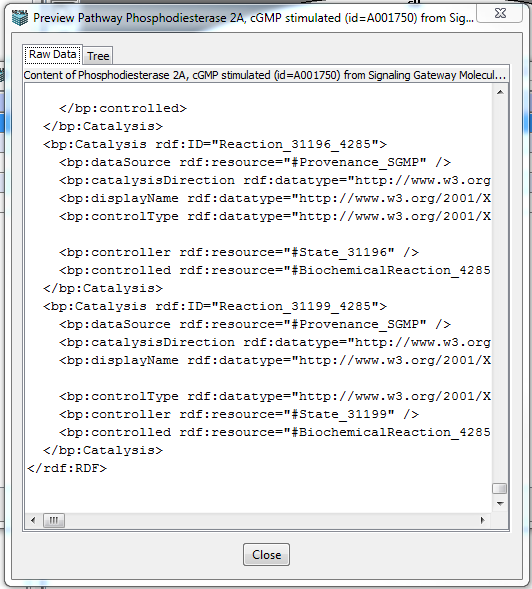 Preview Pathway Phosphodiesterase 2A, cGMP stimulated (id=A001750) from Sig...
Raw Data Tree
Content of Phosphodiesterase 2A, cGMP stimulated (id=A001750) from Signaling Gateway Molecul...
</bp:controlled>
</bp:Catalysis>
<bp:Catalysis rdf:ID="Reaction_31196_4285">
<bp:dataSource rdf:resource="#Provenance_SGMP" />
<bp:catalysisDirection rdf:datatype="http://www.w3.org
<bp:displayName rdf:datatype="http://www.w3.org/2001/X
<bp:controlType rdf:datatype="http://www.w3.org/2001/X
<bp:controller rdf:resource="#State_31196" />
<bp:controlled rdf:resource="#BiochemicalReaction_4285
</bp:Catalysis>
<bp:Catalysis rdf:ID="Reaction_31199_4285">
<bp:dataSource rdf:resource="#Provenance_SGMP" />
<bp:catalysisDirection rdf:datatype="http://www.w3.org
<bp:displayName rdf:datatype="http://www.w3.org/2001/X
<bp:controlType rdf:datatype="http://www.w3.org/2001/X
<bp:controller rdf:resource="#State_31199" />
<bp:controlled rdf:resource="#BiochemicalReaction_4285
</bp:Catalysis>
</rdf:RDF>
Close